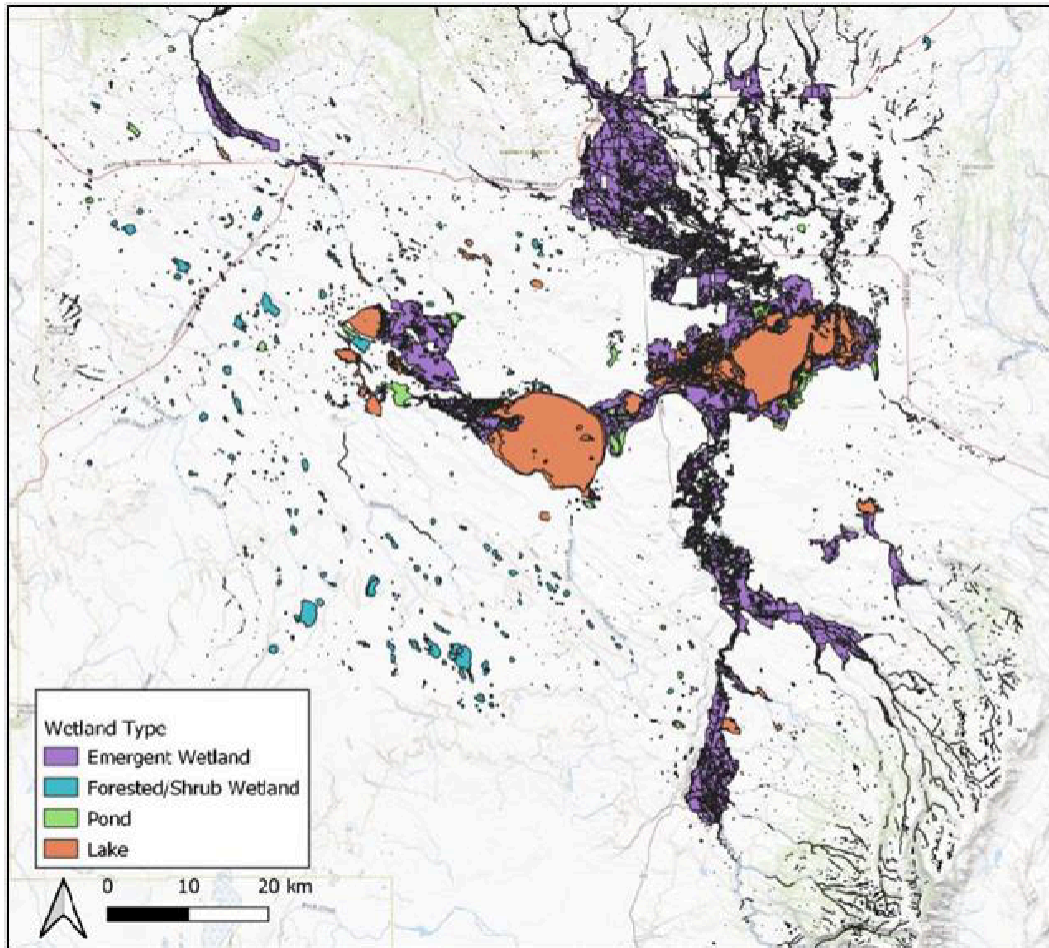 Wetland Type
Emergent Wetland
Forested/Shrub Wetland
Pond
Lake
0 10 20 km